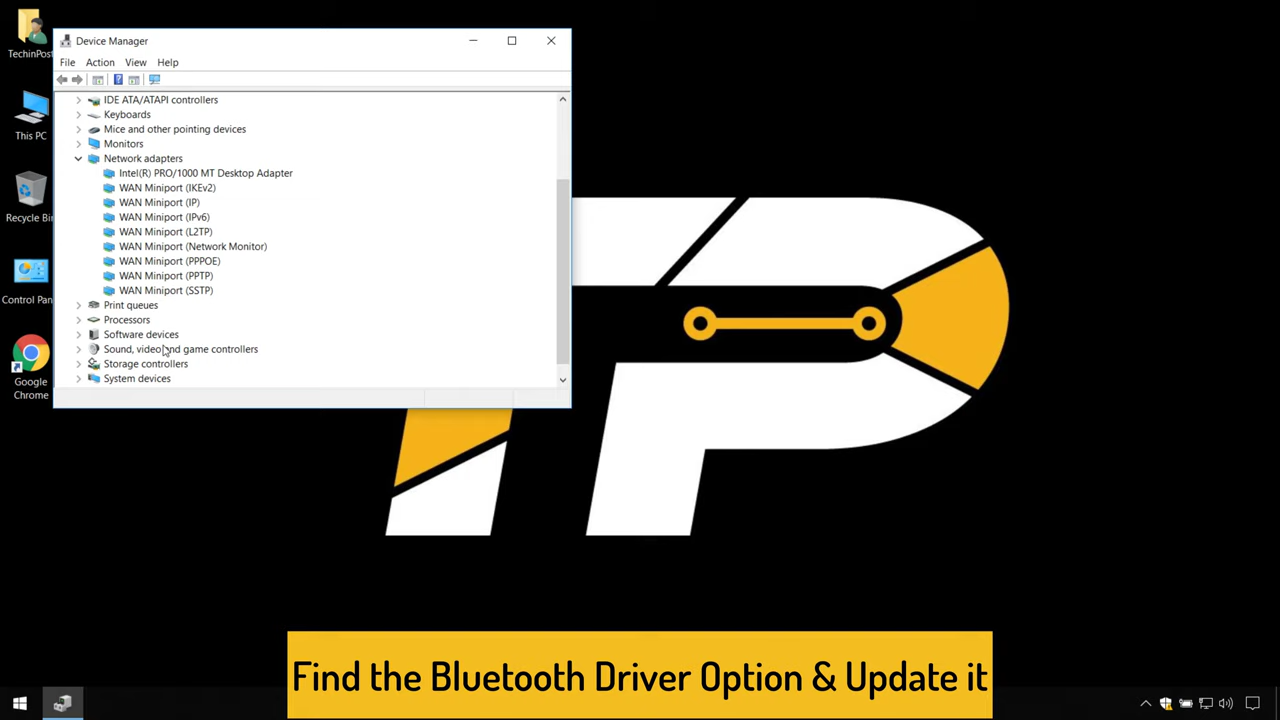 TechinPost
This PC
Recycle Bin
Control Pan
Google
Chrome
Device Manager
File Action View Help
IDE ATA/ATAPI controllers
Keyboards
Mice and other pointing devices
Monitors
Network adapters
Intel(R) PRO/1000 MT Desktop Adapter
WAN Miniport (IKEv2)
WAN Miniport (IP)
WAN Miniport (IPv6)
WAN Miniport (L2TP)
WAN Miniport (Network Monitor)
WAN Miniport (PPPOE)
WAN Miniport (PPTP)
WAN Miniport (SSTP)
Print queues
Processors
Software devices
Sound, video and game controllers
Storage controllers
System devices
TP
Find the Bluetooth Driver Option & Update it